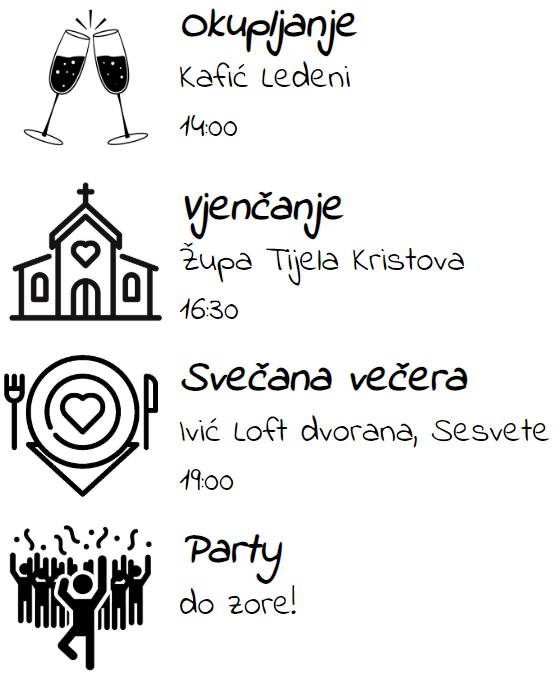 Okupljanje
Kafić Ledeni
14:00
Vjenčanje
Župa Tijela Kristova
16:30
Svečana večera
Ivić Loft dvorana, Sesvete
19:00
Party
do zore!